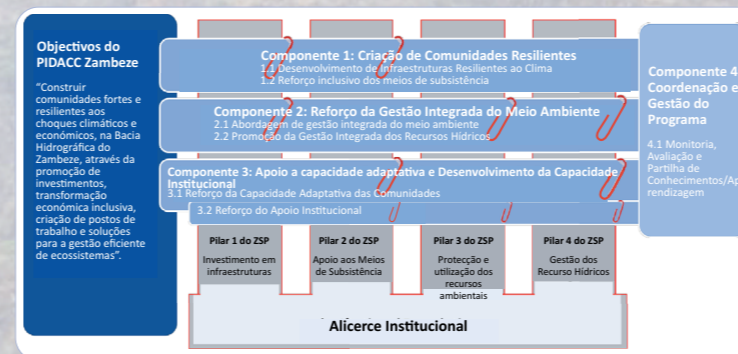 Objectivos do
PIDACC Zambeze
“Construir
comunidades fortes e
resilientes aos
choques climáticos e
económicos, na Bacia
Hidrográfica do
Zambeze, através da
promoção de
investimentos,
transformação
económica inclusiva,
criação de postos de
trabalho e soluções
para a gestão eficiente
de ecossistemas”.
Componente 1: Criação de Comunidades Resilientes
1.1 Desenvolvimento de Infraestruturas Resilientes ao Clima
1.2 Reforço inclusivo dos meios de subsistência
Componente 2: Reforço da Gestão Integrada do Meio Ambiente
2.1 Abordagem de gestão integrada do meio ambiente
2.2 Promoção da Gestão Integrada dos Recursos Hídricos
Componente 3: Apoio a capacidade adaptativa e Desenvolvimento da Capacidade
Institucional
3.1 Reforço da Capacidade Adaptativa das Comunidades
3.2 Reforço do Apoio Institucional
Componente 4
Coordenação e
Gestão do
Programa
4.1 Monitoria,
Avaliação e
Partilha de
Conhecimentos/Ap
rendizagem
Pilar 1 do ZSP
Investimento em
infraestruturas
Pilar 2 do ZSP
Apoio aos Meios
de Subsistência
Pilar 3 do ZSP
Protecção e
utilização dos
recursos
ambientais
Pilar 4 do ZSP
Gestão dos
Recurso Hídricos
Alicerce Institucional